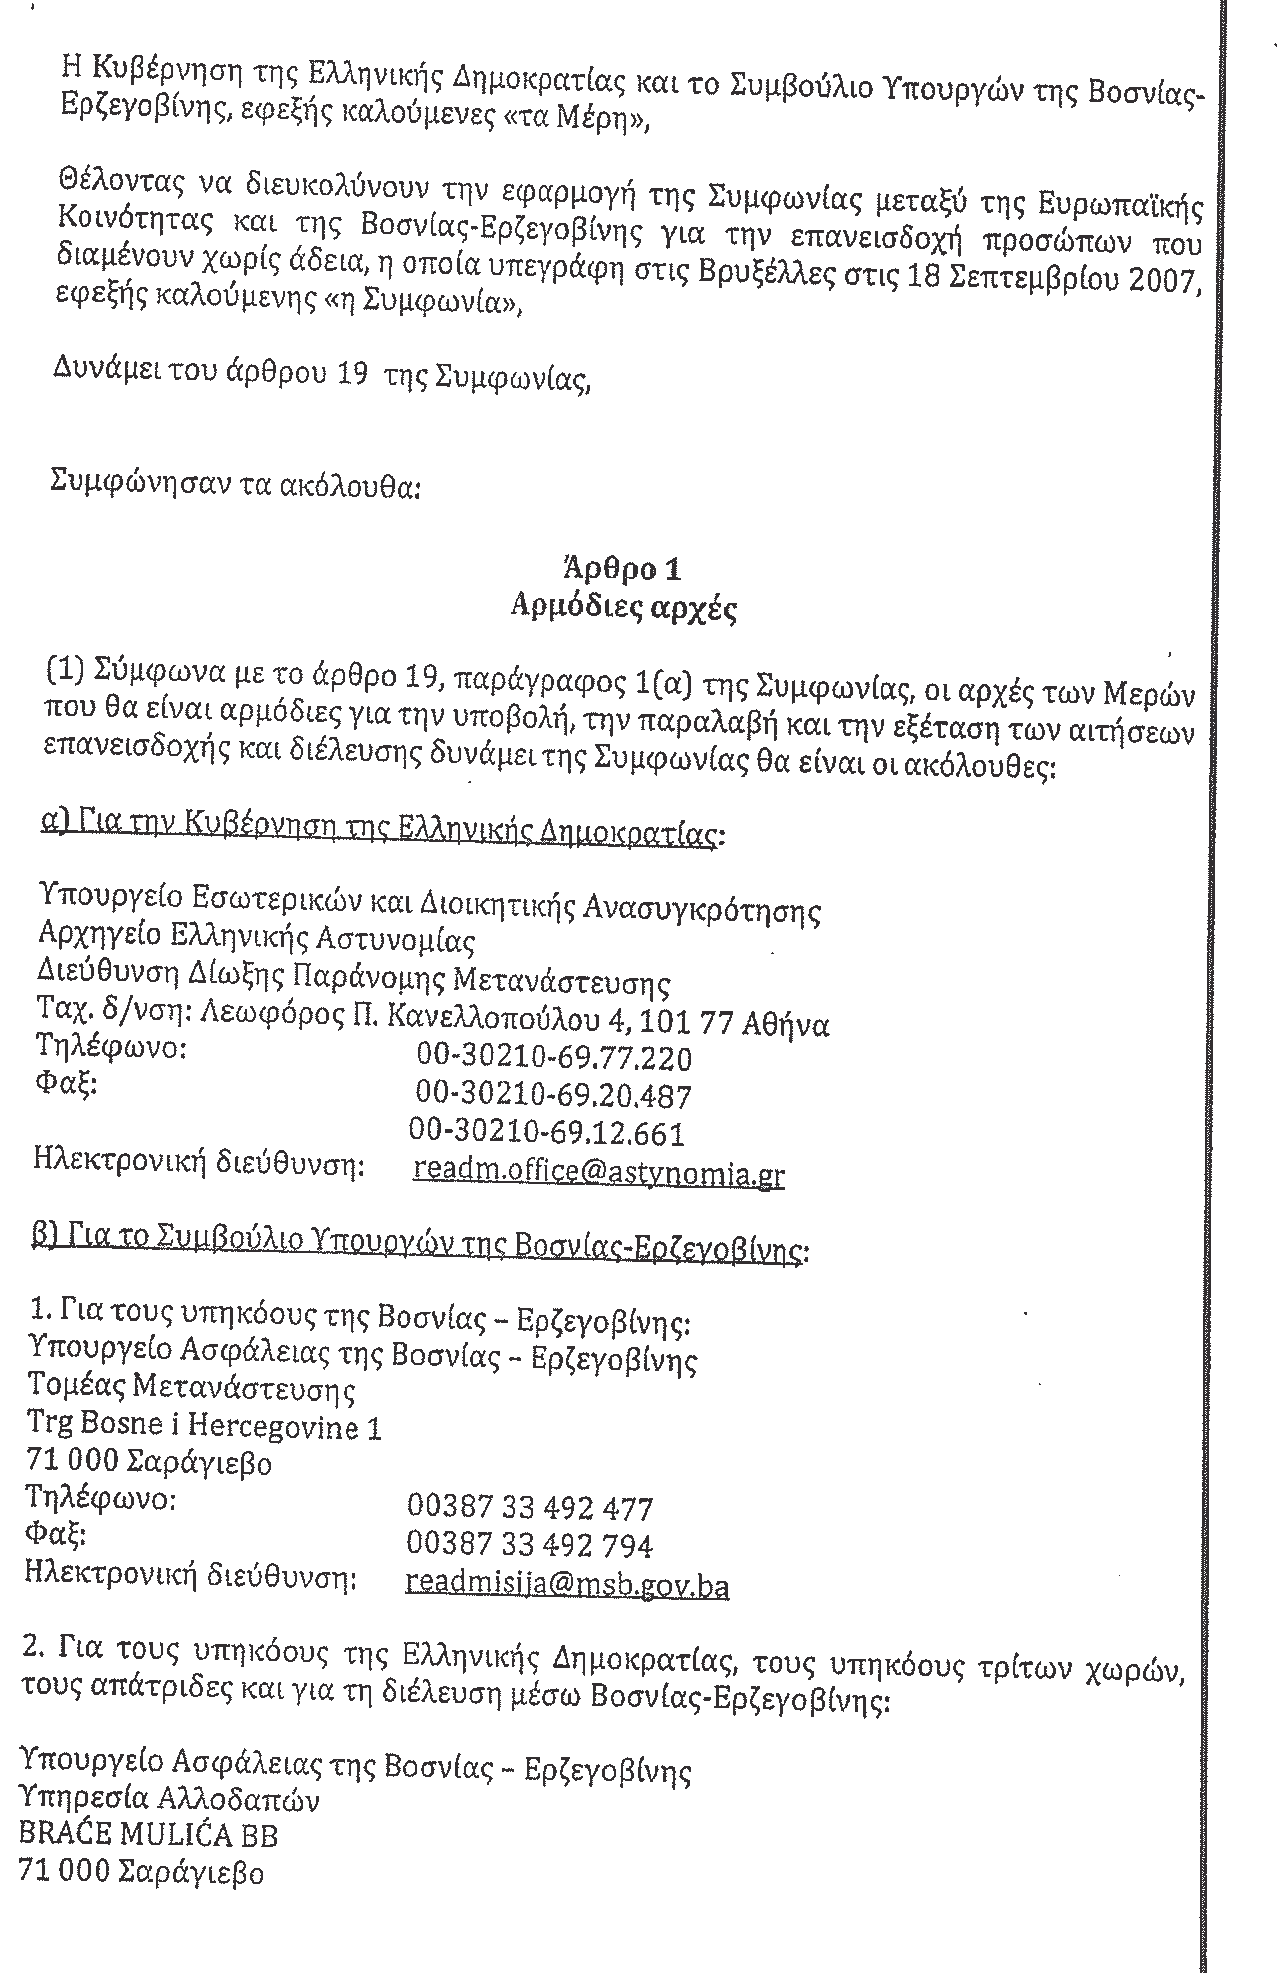 Η Κυβέρνηση της Ελληνικής Δημοκρατίας και το Συμβούλιο Υπουργών της Βοσνίας-
Ερζεγοβίνης, εφεξής καλούμενες «τα Μέρη»,
Θέλοντας να διευκολύνουν την εφαρμογή της Συμφωνίας μεταξύ της Ευρωπαϊκής
Κοινότητας και της Βοσνίας-Ερζεγοβίνης για την επανεισδοχή προσώπων που
διαμένουν χωρίς άδεια, η οποία υπεγράφη στις Βρυξέλλες στις 18 Σεπτεμβρίου 2007,
εφεξής καλούμενης «η Συμφωνία»,
Δυνάμει του άρθρου 19 της Συμφωνίας,
Συμφώνησαν τα ακόλουθα:
Άρθρο 1
Αρμόδιες αρχές
(1) Σύμφωνα με το άρθρο 19, παράγραφος 1(α) της Συμφωνίας, οι αρχές των Μερών
που θα είναι αρμόδιες για την υποβολή, την παραλαβή και την εξέταση των αιτήσεων
επανεισδοχής και διέλευσης δυνάμει της Συμφωνίας θα είναι οι ακόλουθες:
α) Για την Κυβέρνηση της Ελληνικής Δημοκρατίας:
Υπουργείο Εσωτερικών και Διοικητικής Ανασυγκρότησης
Αρχηγείο Ελληνικής Αστυνομίας
Διεύθυνση Δίωξης Παράνομης Μετανάστευσης
Ταχ. δ/νση: Λεωφόρος Π. Κανελλοπούλου 4, 101 77 Αθήνα
Τηλέφωνο: 00-30210-69.77.220
Φαξ: 00-30210-69.20.487
00-30210-69.12.661
Ηλεκτρονική διεύθυνση: readm.office@astynomia.gr
β) Για το Συμβούλιο Υπουργών της Βοσνίας-Ερζεγοβίνης:
1. Για τους υπηκόους της Βοσνίας – Ερζεγοβίνης:
Υπουργείο Ασφάλειας της Βοσνίας – Ερζεγοβίνης
Τομέας Μετανάστευσης
Trg Bosne i Hercegovine 1
71 000 Σαράγιεβο
Τηλέφωνο: 00387 33 492 477
Φαξ: 00387 33 492 794
Ηλεκτρονική διεύθυνση: readmisija@msb.gov.ba
2. Για τους υπηκόους της Ελληνικής Δημοκρατίας, τους υπηκόους τρίτων χωρών,
τους απάτριδες και για τη διέλευση μέσω Βοσνίας-Ερζεγοβίνης:
Υπουργείο Ασφάλειας της Βοσνίας – Ερζεγοβίνης
Υπηρεσία Αλλοδαπών
BRAĆE MULIĆA BB
71 000 Σαράγιεβο